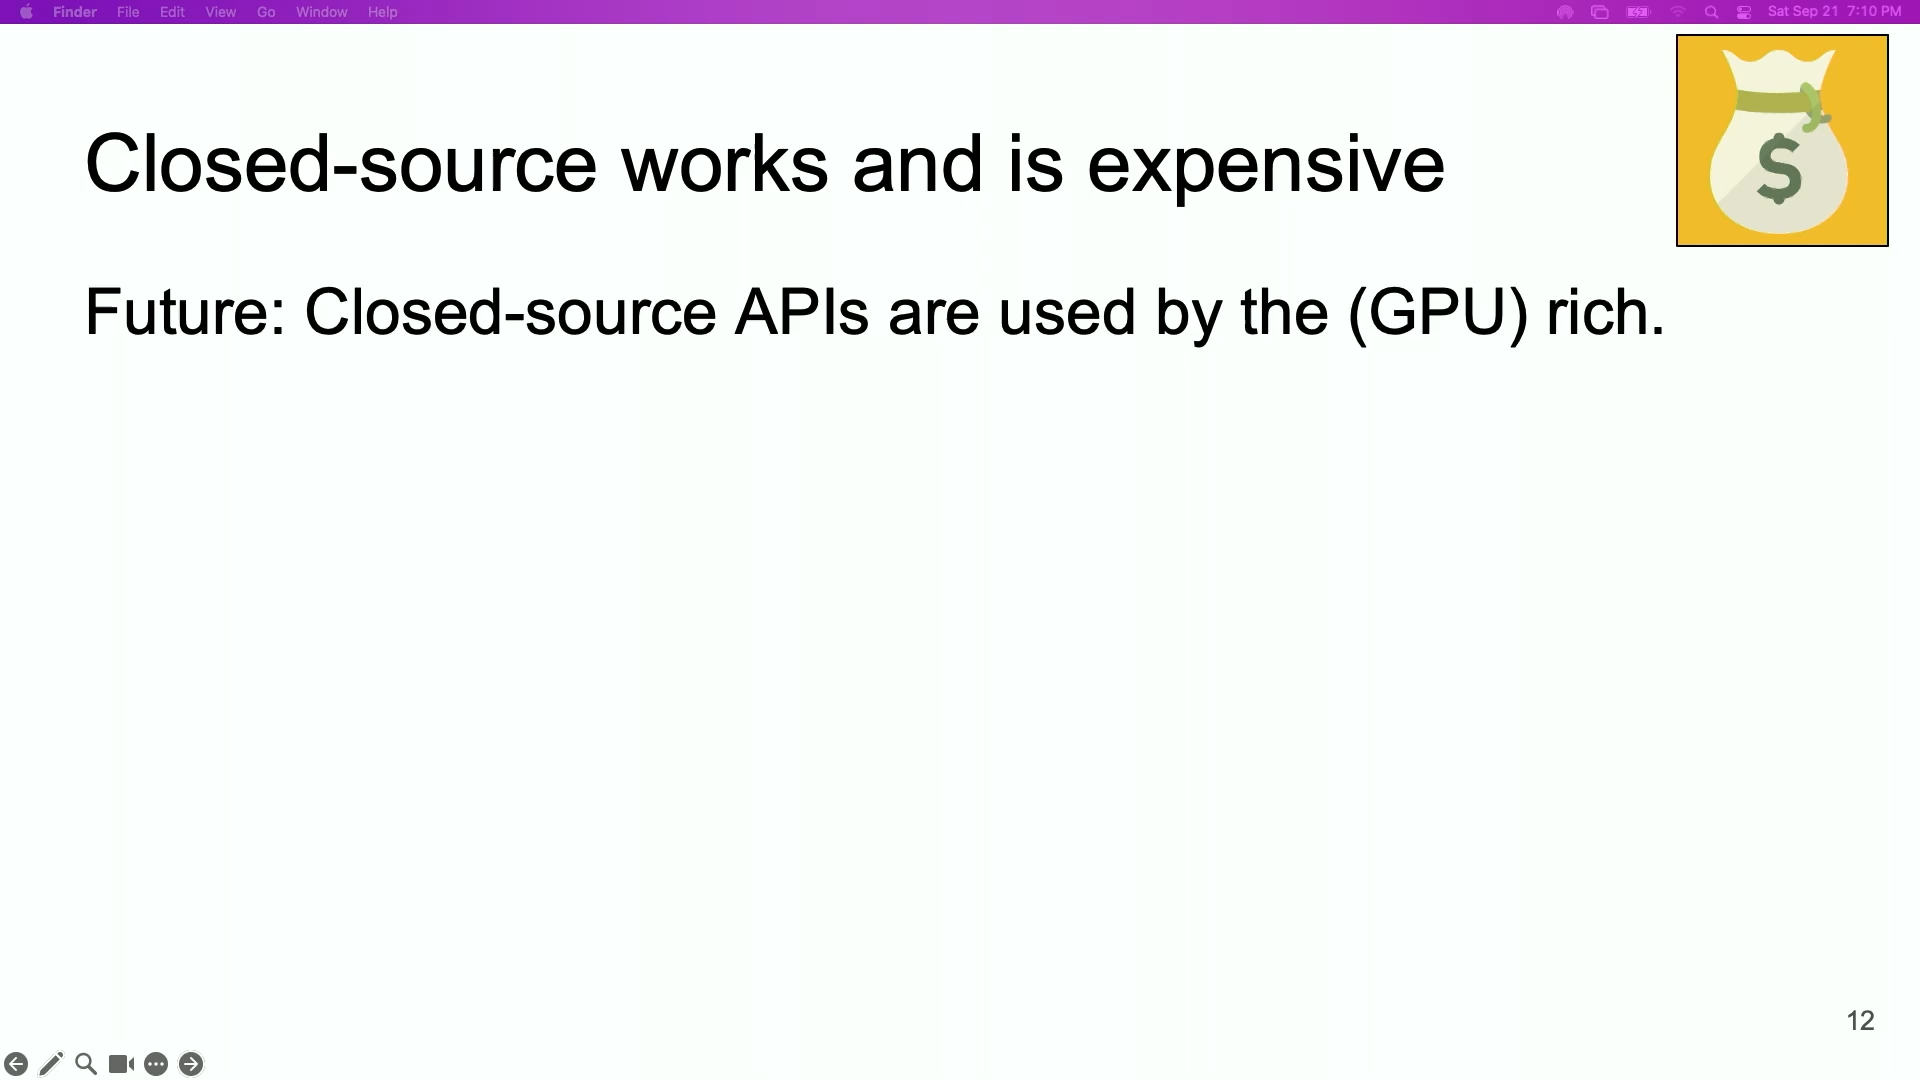 Finder File Edit View Go Window Help Sat Sep 21 7:10 PM
$
Closed-source works and is expensive
Future: Closed-source APIs are used by the (GPU) rich.
12